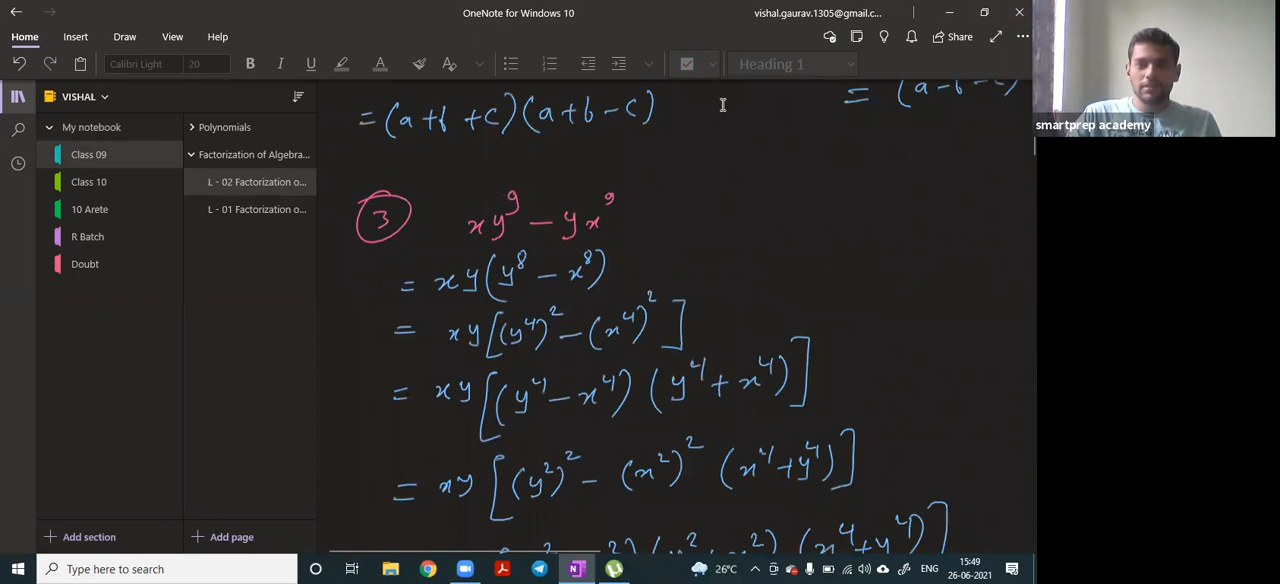 OneNote for Windows 10
vishal.gaurav.1305@gmail.c...
Home Insert Draw View Help
Share
Calibri Light 20 B I U A Heading 1
VISHAL
My notebook
Class 09
Class 10
10 Arete
R Batch
Doubt
Polynomials
Factorization of Algebra...
L - 02 Factorization o...
L - 01 Factorization o...
= (a+b+c)(a+b-c)
= (a-b-c)
smartprep academy
3 xy⁹ - yx⁹
= xy(y⁸ - x⁸)
= xy[(y⁴)² - (x⁴)²]
= xy[(y⁴ - x⁴)(y⁴ + x⁴)]
= xy[(y²)² - (x²)² (x⁴+y⁴)]
(x⁴+y⁴)]
Add section
Add page
Type here to search
26°C
ENG
15:49
26-06-2021